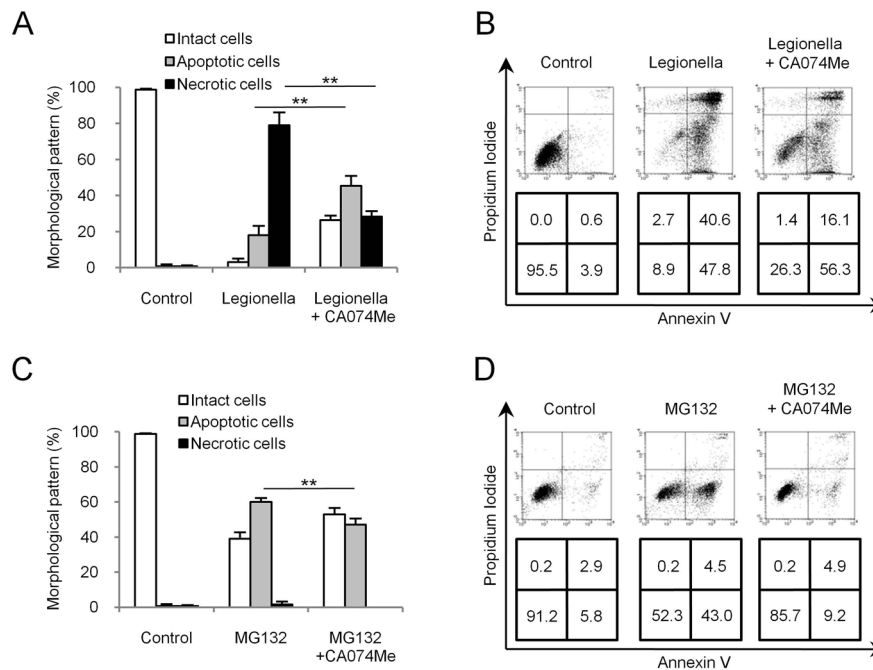 A
Intact cells
Apoptotic cells
Necrotic cells
**
**
Morphological pattern (%)
100
80
60
40
20
0
Control
Legionella
Legionella
+ CA074Me
B
Control
Legionella
Legionella
+ CA074Me
Propidium Iodide
0.0 0.6
95.5 3.9
2.7 40.6
8.9 47.8
1.4 16.1
26.3 56.3
Annexin V
C
Intact cells
Apoptotic cells
Necrotic cells
**
Morphological pattern (%)
100
80
60
40
20
0
Control
MG132
MG132
+CA074Me
D
Control
MG132
MG132
+ CA074Me
Propidium Iodide
0.2 2.9
91.2 5.8
0.2 4.5
52.3 43.0
0.2 4.9
85.7 9.2
Annexin V